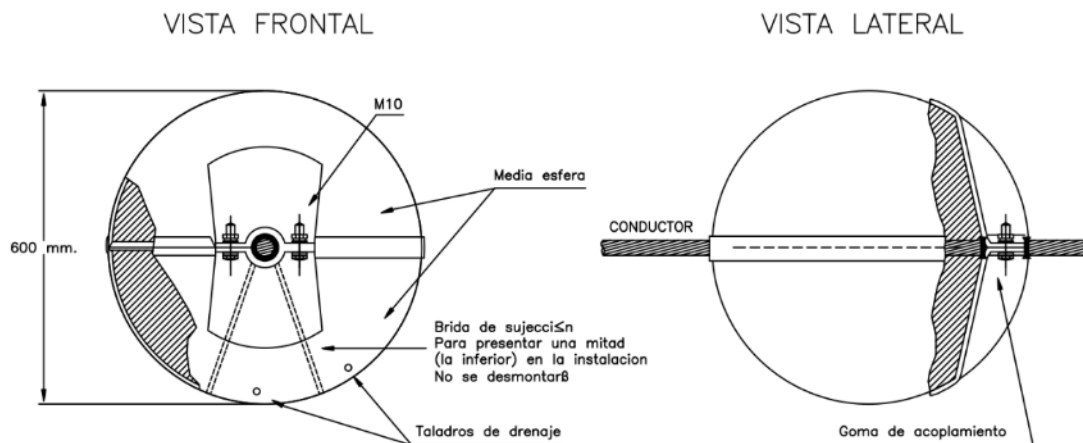 VISTA FRONTAL
VISTA LATERAL
M10
Media esfera
600 mm.
CONDUCTOR
Brida de sujecci≤n
Para presentar una mitad
(la inferior) en la instalacion
No se desmontarß
Taladros de drenaje
Goma de acoplamiento